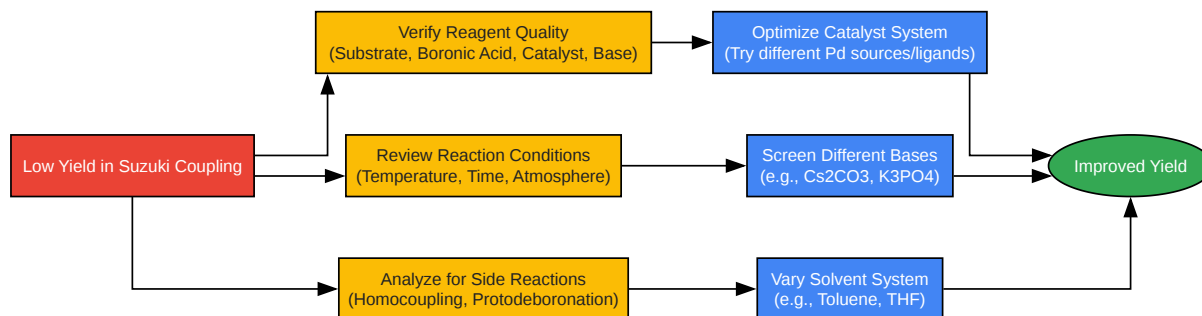 Verify Reagent Quality
(Substrate, Boronic Acid, Catalyst, Base)
Optimize Catalyst System
(Try different Pd sources/ligands)
Low Yield in Suzuki Coupling
Review Reaction Conditions
(Temperature, Time, Atmosphere)
Screen Different Bases
(e.g., Cs2CO3, K3PO4)
Improved Yield
Analyze for Side Reactions
(Homocoupling, Protodeboronation)
Vary Solvent System
(e.g., Toluene, THF)